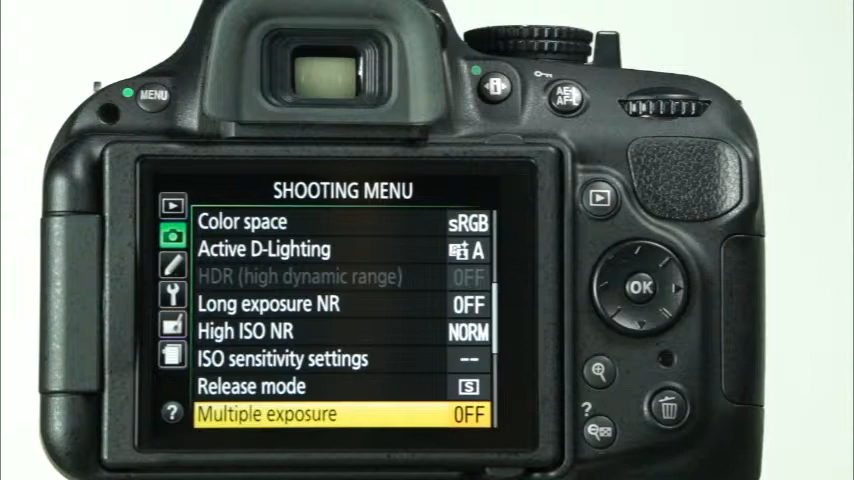 MENU
i
AE-L
AF-L
SHOOTING MENU
Color space sRGB
Active D-Lighting A
HDR (high dynamic range) OFF
Long exposure NR OFF
High ISO NR NORM
ISO sensitivity settings --
Release mode S
Multiple exposure OFF
?
OK
?